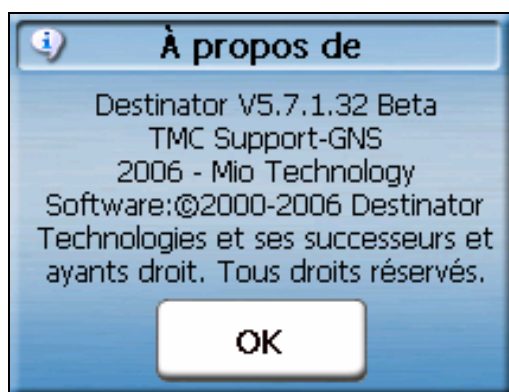 À propos de
Destinator V5.7.1.32 Beta
TMC Support-GNS
2006 - Mio Technology
Software:©2000-2006 Destinator
Technologies et ses successeurs et
ayants droit. Tous droits réservés.
OK